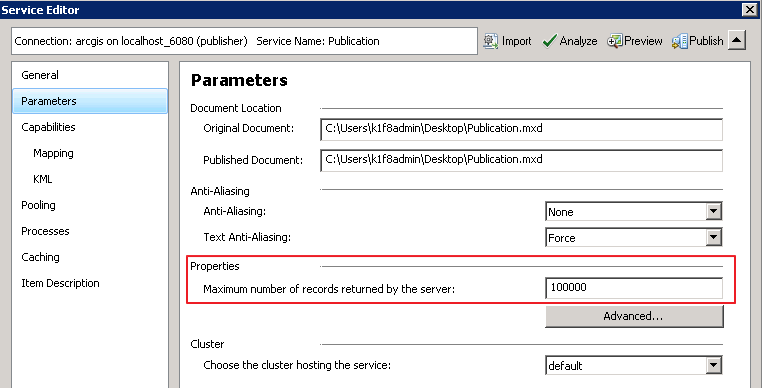 Service Editor
Connection: arcgis on localhost_6080 (publisher) Service Name: Publication
Import
Analyze
Preview
Publish
General
Parameters
Capabilities
Mapping
KML
Pooling
Processes
Caching
Item Description
Parameters
Document Location
Original Document: C:\Users\k1f8admin\Desktop\Publication.mxd
Published Document: C:\Users\k1f8admin\Desktop\Publication.mxd
Anti-Aliasing
Anti-Aliasing: None
Text Anti-Aliasing: Force
Properties
Maximum number of records returned by the server: 100000
Advanced...
Cluster
Choose the cluster hosting the service: default